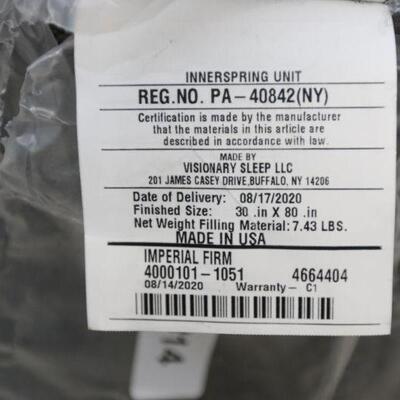 INNERSPRING UNIT
REG.NO. PA-40842(NY)
Certification is made by the manufacturer
that the materials in this article are
described in accordance with law.
MADE BY
VISIONARY SLEEP LLC
201 JAMES CASEY DRIVE,BUFFALO, NY 14206
Date of Delivery: 08/17/2020
Finished Size: 30 .in X 80 .in
Net Weight Filling Material: 7.43 LBS.
MADE IN USA
IMPERIAL FIRM
4000101-1051 4664404
08/14/2020 Warranty- C1
14